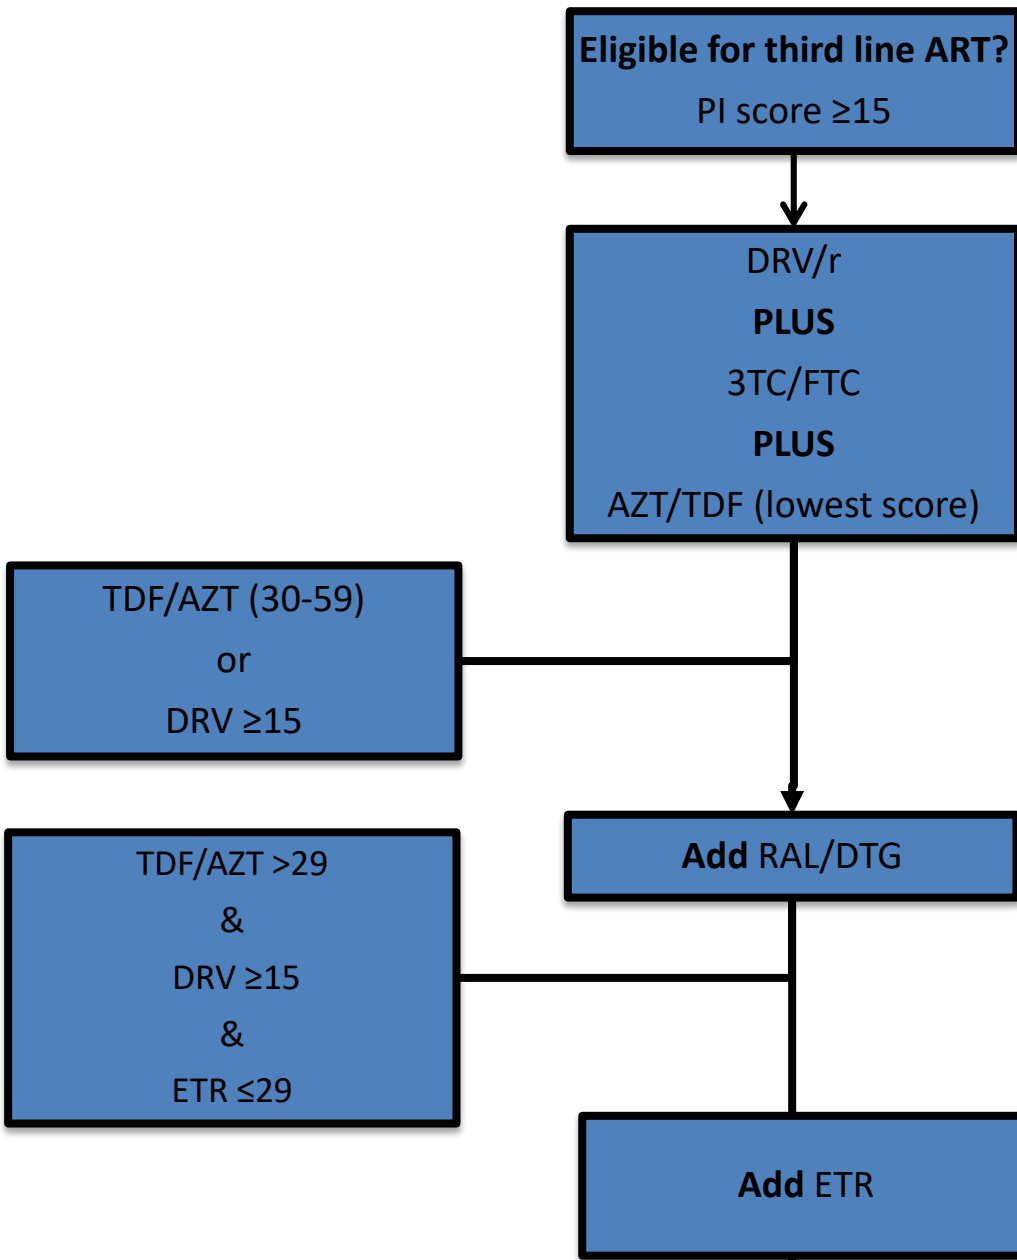 Eligible for third line ART?
PI score ≥15
DRV/r
PLUS
3TC/FTC
PLUS
AZT/TDF (lowest score)
TDF/AZT (30-59)
or
DRV ≥15
Add RAL/DTG
TDF/AZT >29
&
DRV ≥15
&
ETR ≤29
Add ETR